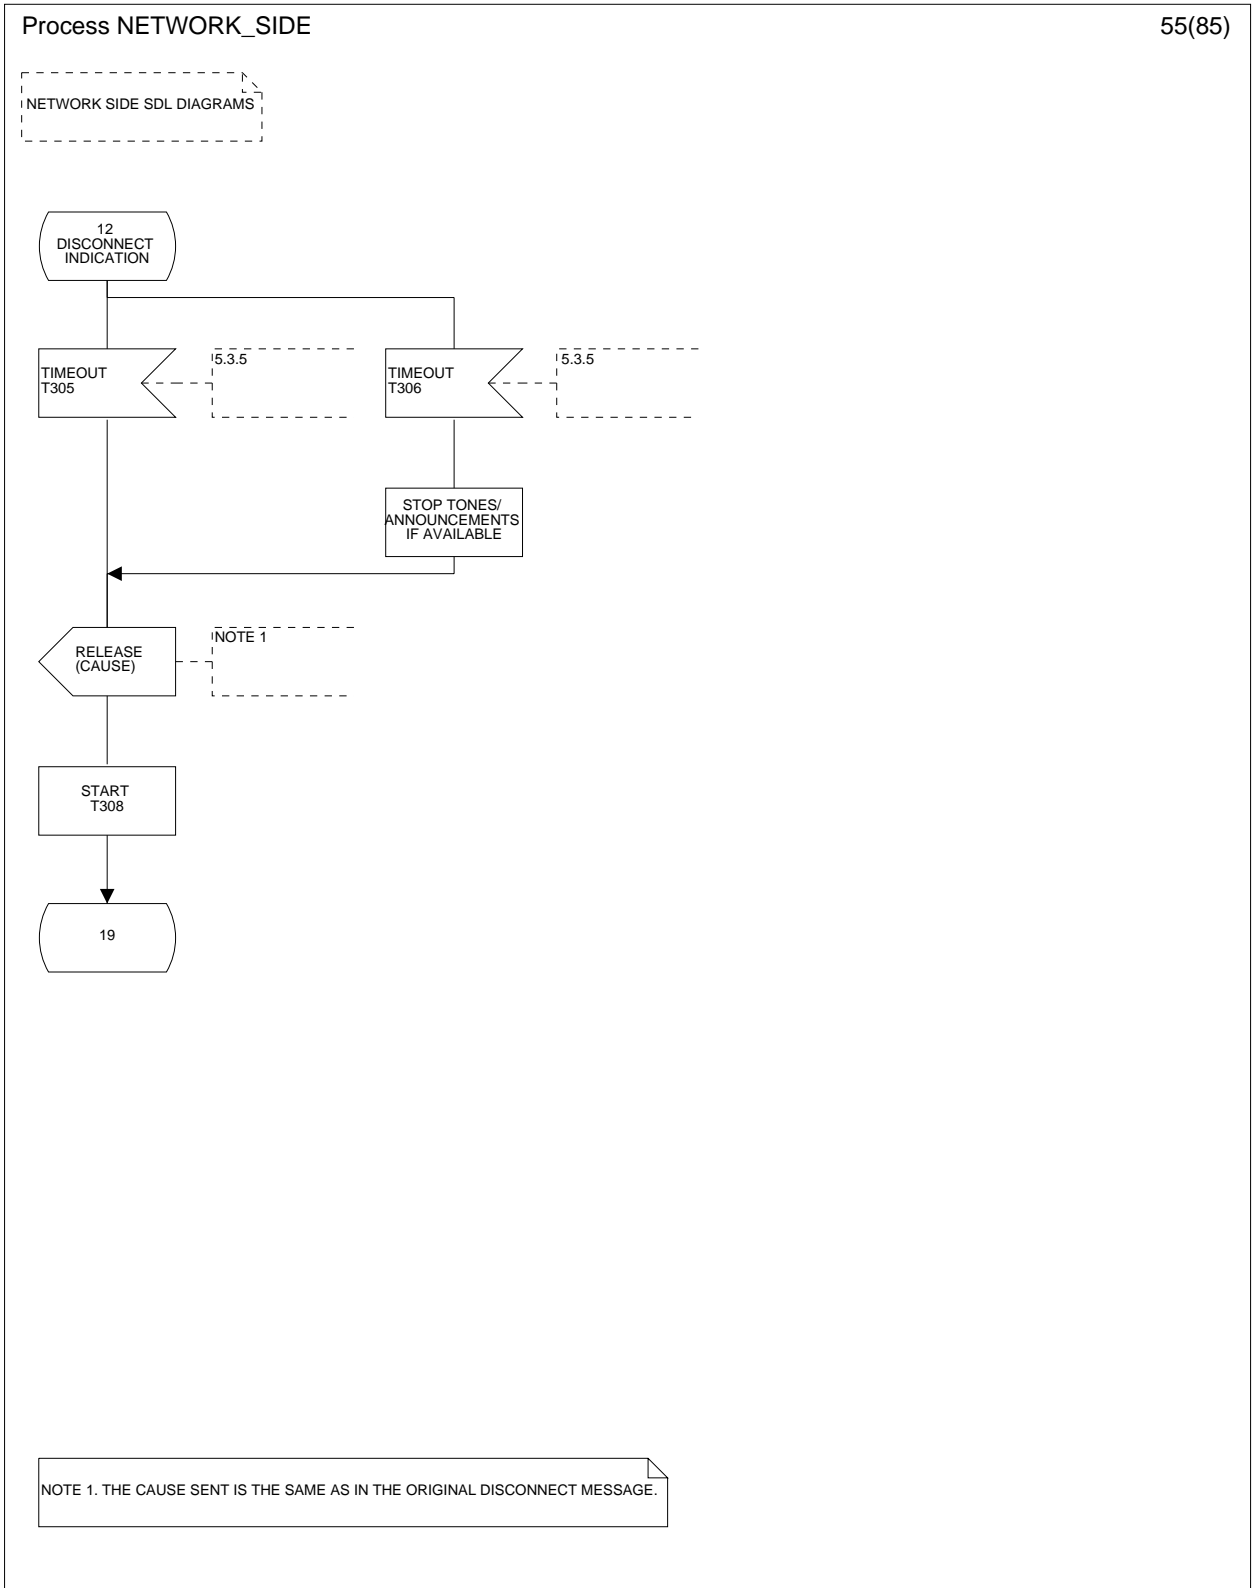 Process NETWORK_SIDE
55(85)
NETWORK SIDE SDL DIAGRAMS
12
DISCONNECT
INDICATION
TIMEOUT
T305
5.3.5
TIMEOUT
T306
5.3.5
STOP TONES/
ANNOUNCEMENTS
IF AVAILABLE
RELEASE
(CAUSE)
NOTE 1
START
T308
19
NOTE 1. THE CAUSE SENT IS THE SAME AS IN THE ORIGINAL DISCONNECT MESSAGE.